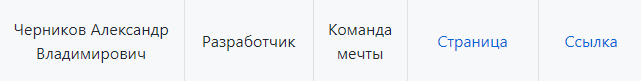 Черников Александр
Владимирович
Разработчик
Команда
мечты
Страница
Ссылка